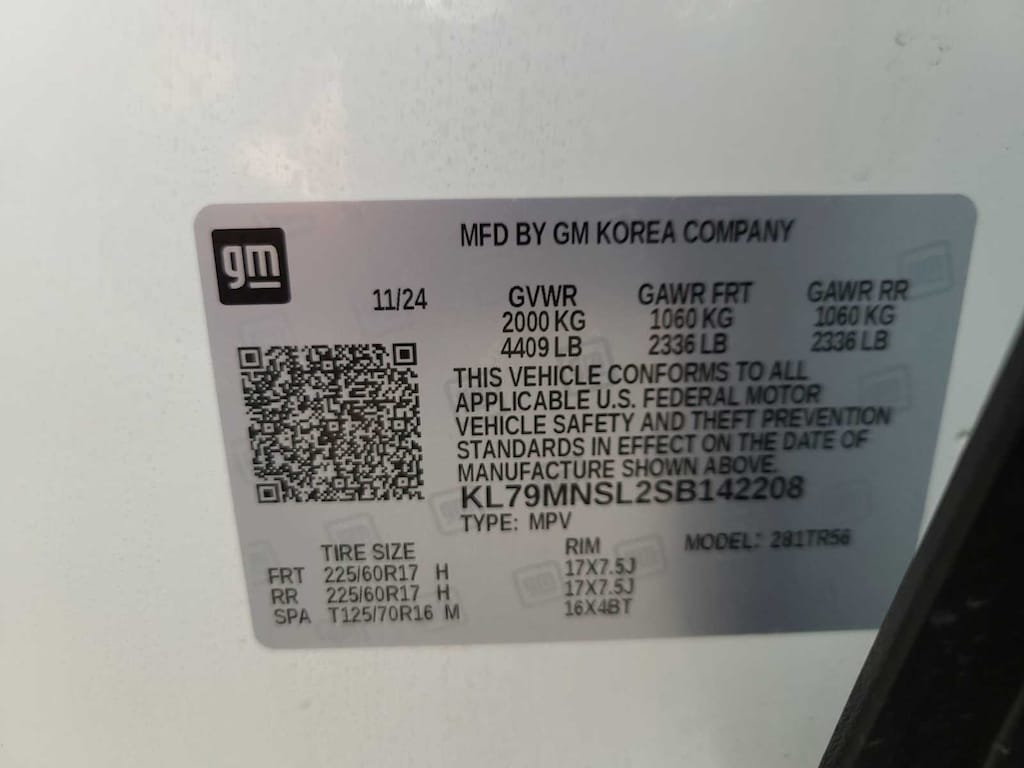 gm
MFD BY GM KOREA COMPANY
11/24 GVWR GAWR FRT GAWR RR
2000 KG 1060 KG 1060 KG
4409 LB 2336 LB 2336 LB
THIS VEHICLE CONFORMS TO ALL
APPLICABLE U.S. FEDERAL MOTOR
VEHICLE SAFETY AND THEFT PREVENTION
STANDARDS IN EFFECT ON THE DATE OF
MANUFACTURE SHOWN ABOVE.
KL79MNSL2SB142208
TYPE: MPV MODEL: 281TR56
TIRE SIZE RIM
FRT 225/60R17 H 17X7.5J
RR 225/60R17 H 17X7.5J
SPA T125/70R16 M 16X4BT